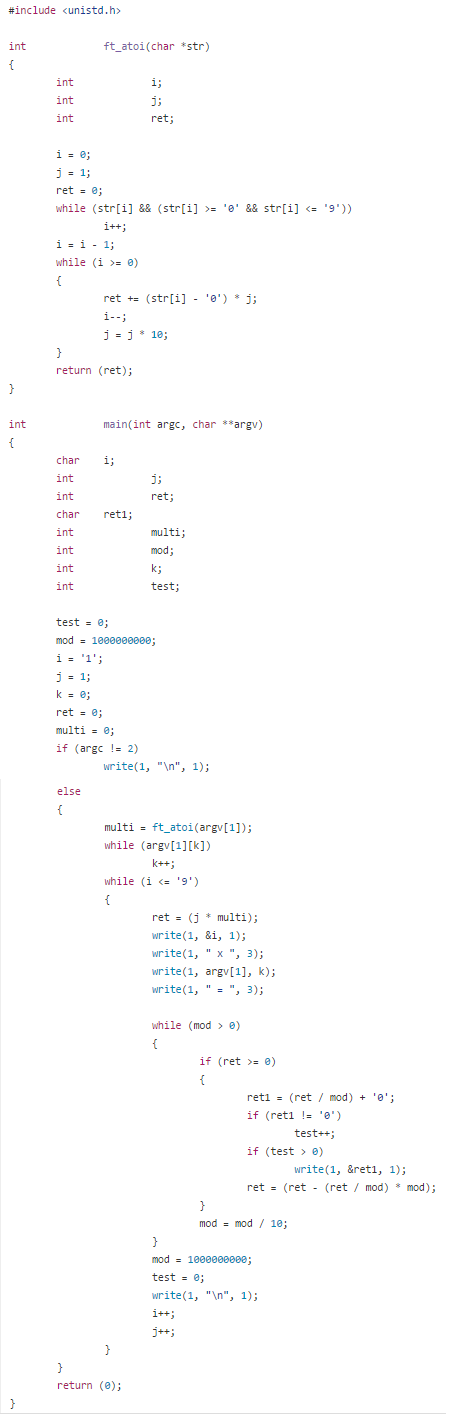 #include <unistd.h>
int ft_atoi(char *str)
{
int i;
int j;
int ret;
i = 0;
j = 1;
ret = 0;
while (str[i] && (str[i] >= '0' && str[i] <= '9'))
i++;
i = i - 1;
while (i >= 0)
{
ret += (str[i] - '0') * j;
i--;
j = j * 10;
}
return (ret);
}
int main(int argc, char **argv)
{
char i;
int j;
int ret;
char ret1;
int multi;
int mod;
int k;
int test;
test = 0;
mod = 1000000000;
i = '1';
j = 1;
k = 0;
ret = 0;
multi = 0;
if (argc != 2)
write(1, "\n", 1);
else
{
multi = ft_atoi(argv[1]);
while (argv[1][k])
k++;
while (i <= '9')
{
ret = (j * multi);
write(1, &i, 1);
write(1, " x ", 3);
write(1, argv[1], k);
write(1, " = ", 3);
while (mod > 0)
{
if (ret >= 0)
{
ret1 = (ret / mod) + '0';
if (ret1 != '0')
test++;
if (test > 0)
write(1, &ret1, 1);
ret = (ret - (ret / mod) * mod);
}
mod = mod / 10;
}
mod = 1000000000;
test = 0;
write(1, "\n", 1);
i++;
j++;
}
}
return (0);
}